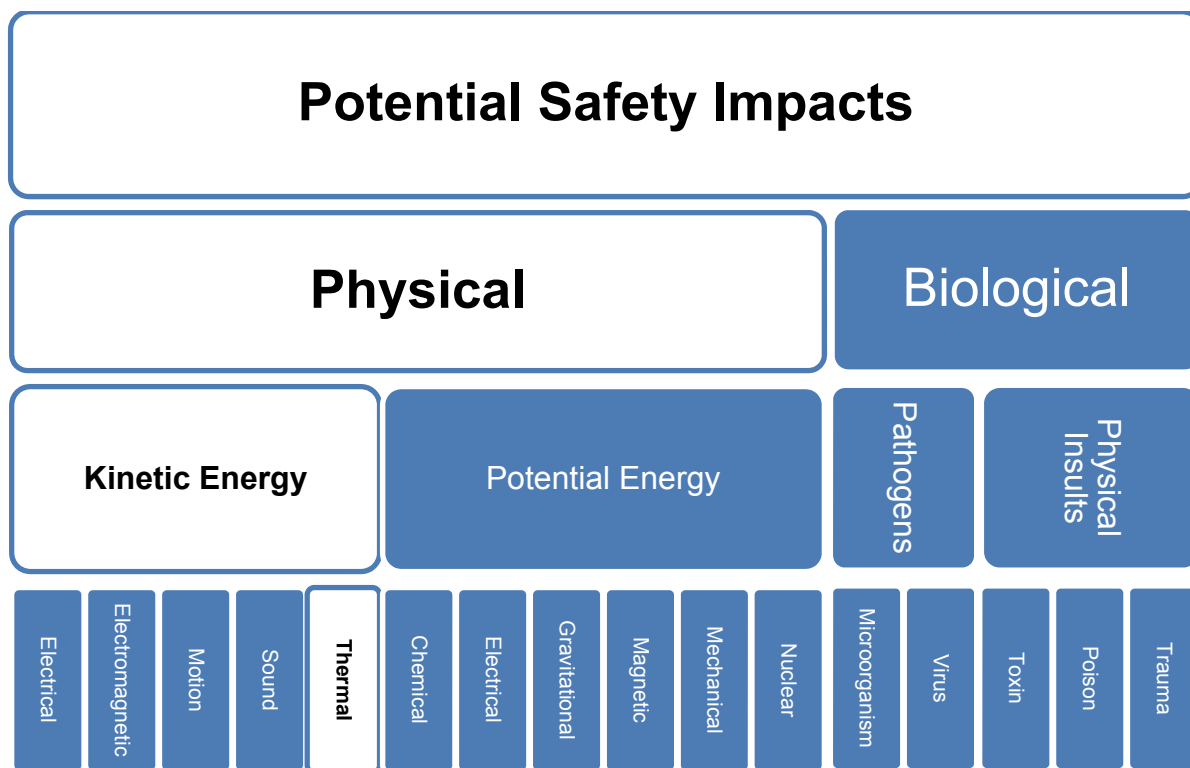 Potential Safety Impacts
Physical
Biological
Kinetic Energy
Potential Energy
Pathogens
Physical
Insults
Electrical
Electromagnetic
Motion
Sound
Thermal
Chemical
Electrical
Gravitational
Magnetic
Mechanical
Nuclear
Microorganism
Virus
Toxin
Poison
Trauma